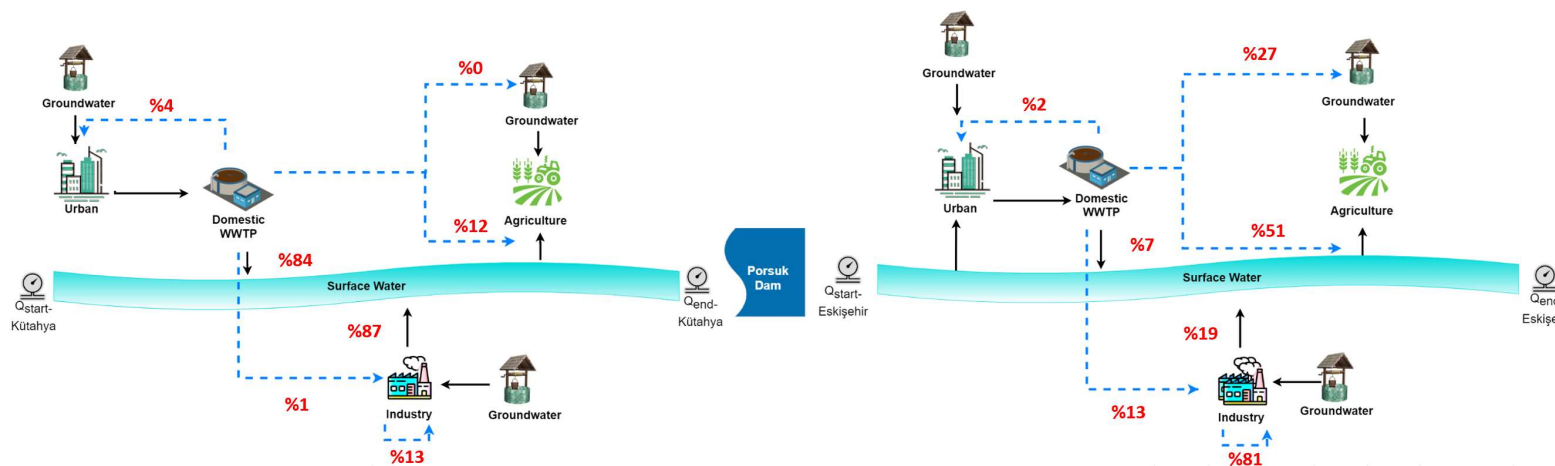 Groundwater
%4
Urban
Domestic
WWTP
%0
Groundwater
Agriculture
%12
%84
Surface Water
Qstart-
Kütahya
Qend-
Kütahya
%87
Industry
Groundwater
%1
%13
Porsuk
Dam
Groundwater
%2
Urban
Domestic
WWTP
%27
Groundwater
Agriculture
%51
%7
Surface Water
Qstart-
Eskişehir
Qend
Eskişe
%19
Industry
Groundwater
%13
%81